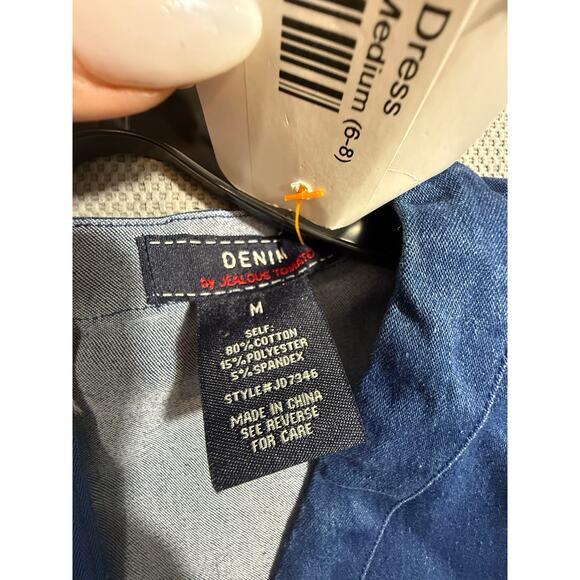 Dress
Medium (6-8)
DENIM
by JEALOUS TOMATO
M
SELF:
80%COTTON
15%POLYESTER
5%SPANDEX
STYLE#JD7346
MADE IN CHINA
SEE REVERSE
FOR CARE